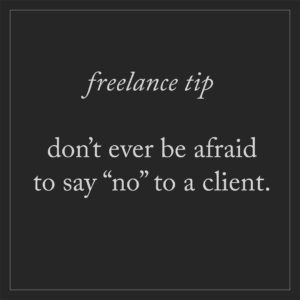 freelance tip
don’t ever be afraid
to say “no” to a client.